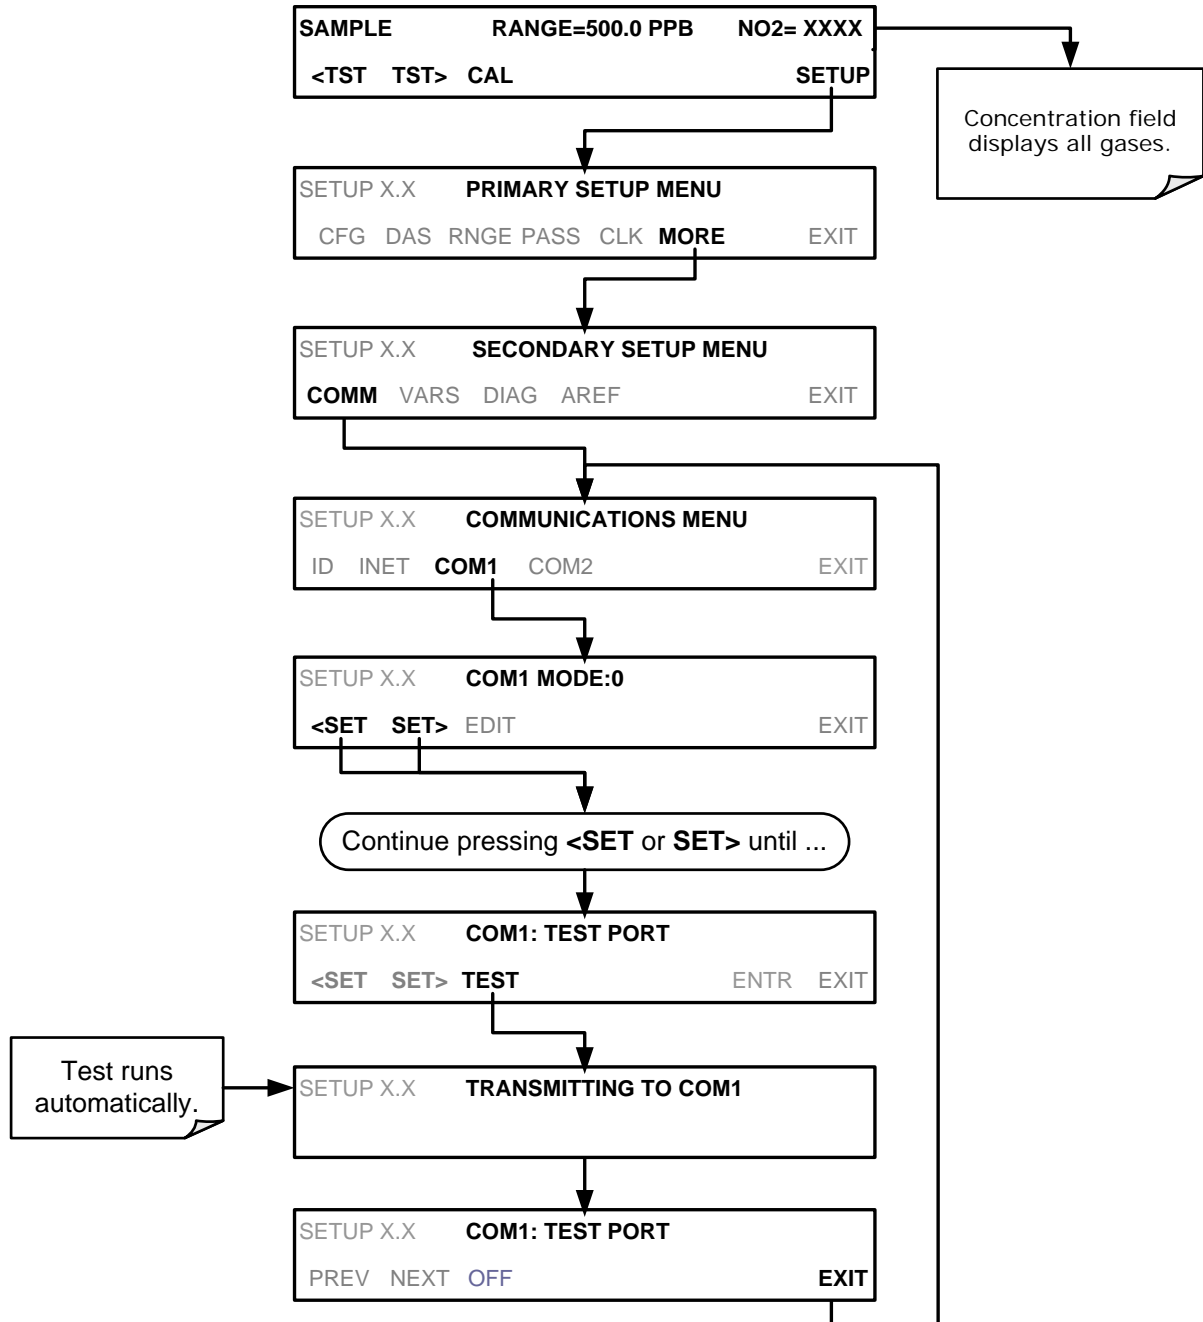 SAMPLE RANGE=500.0 PPB NO2= XXXX
<TST TST> CAL SETUP
Concentration field
displays all gases.
SETUP X.X PRIMARY SETUP MENU
CFG DAS RNGE PASS CLK MORE EXIT
SETUP X.X SECONDARY SETUP MENU
COMM VARS DIAG AREF EXIT
SETUP X.X COMMUNICATIONS MENU
ID INET COM1 COM2 EXIT
SETUP X.X COM1 MODE:0
<SET SET> EDIT EXIT
Continue pressing <SET or SET> until ...
SETUP X.X COM1: TEST PORT
<SET SET> TEST ENTR EXIT
Test runs
automatically.
SETUP X.X TRANSMITTING TO COM1
SETUP X.X COM1: TEST PORT
PREV NEXT OFF EXIT